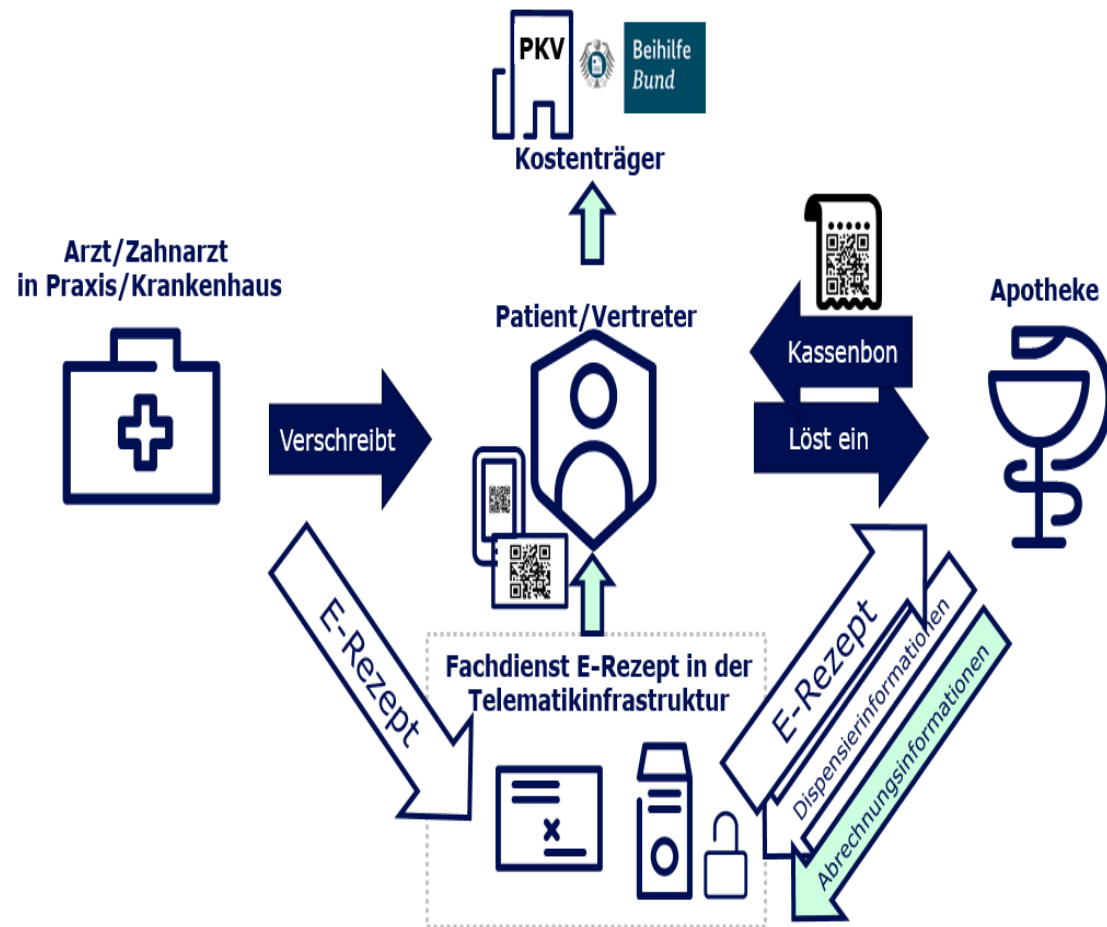 PKV
Beihilfe
Bund
Kostenträger
Arzt/Zahnarzt
in Praxis/Krankenhaus
Patient/Vertreter
Apotheke
Kassenbon
Verschreibt
Löst ein
E-Rezept
Fachdienst E-Rezept in der
Telematikinfrastruktur
E-Rezept
Dispensierinformationen
Abrechnungsinformationen